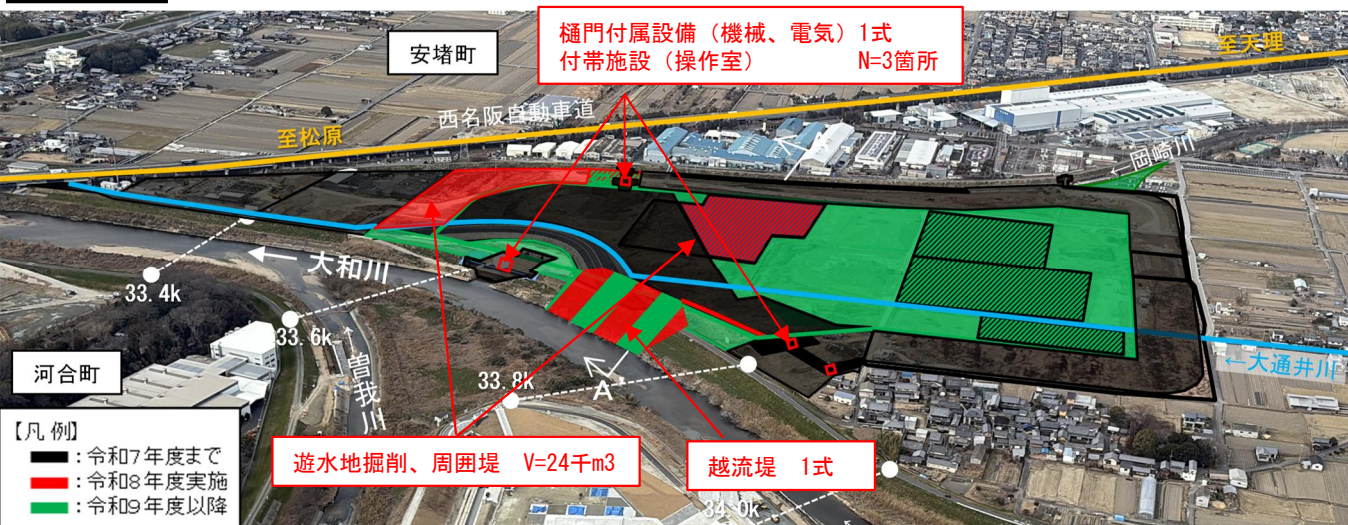 安堵町
樋門付属設備（機械、電気）1式
付帯施設（操作室） N=3箇所
至天理
西名阪自動車道
至松原
岡崎川
大和川
33.4k
33.6k
曽我川
33.8k
A
←大通井川
河合町
【凡例】
：令和7年度まで
：令和8年度実施
：令和9年度以降
遊水地掘削、周囲堤 V=24千m3
越流堤 1式
34.0k